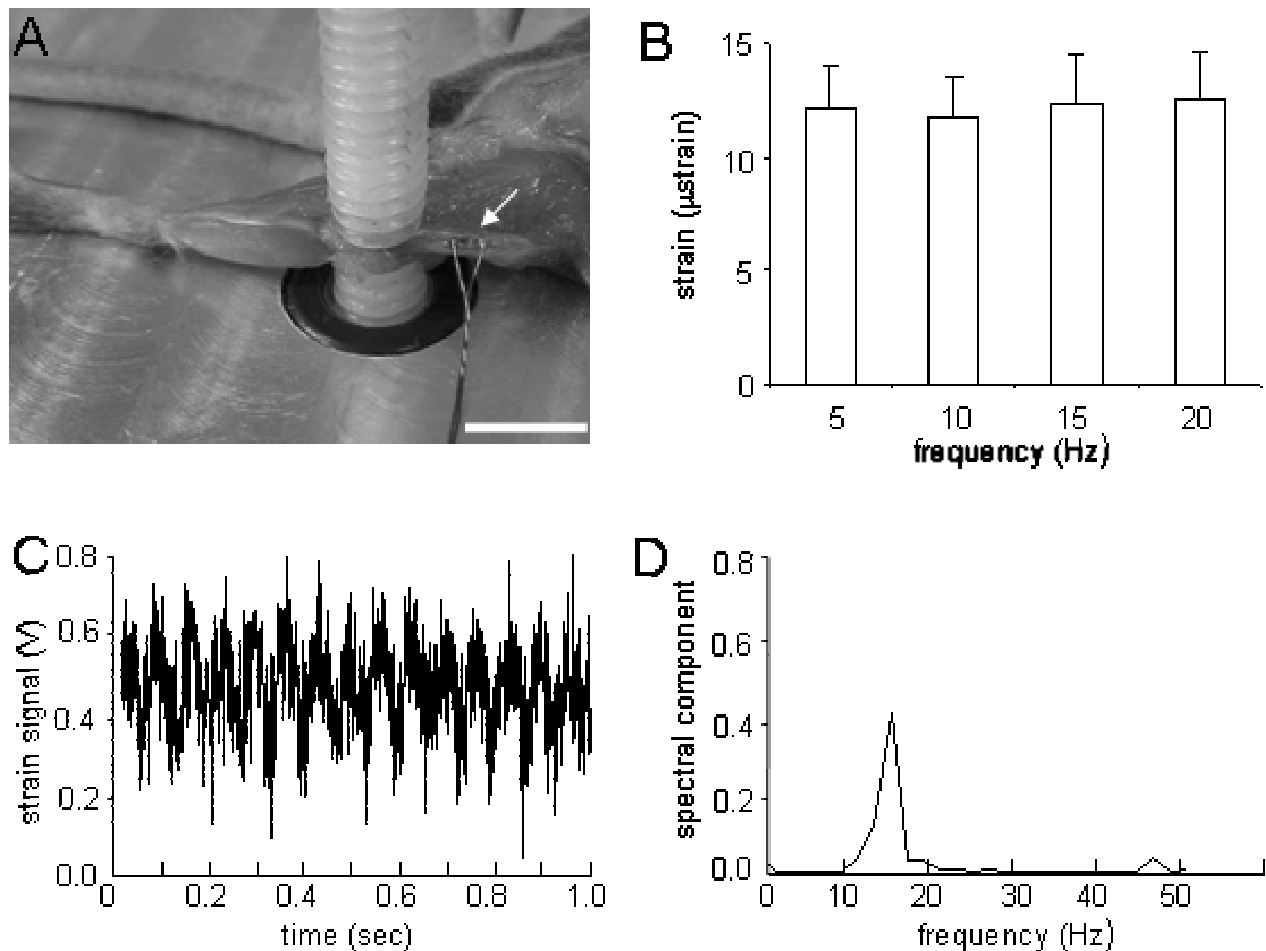 A
B
15
10
5
0
strain (µstrain)
5 10 15 20
frequency (Hz)
C
0.8
0.6
0.4
0.2
0.0
strain signal (V)
0 0.2 0.4 0.6 0.8 1.0
time (sec)
D
0.8
0.6
0.4
0.2
0.0
spectral component
0 10 20 30 40 50
frequency (Hz)